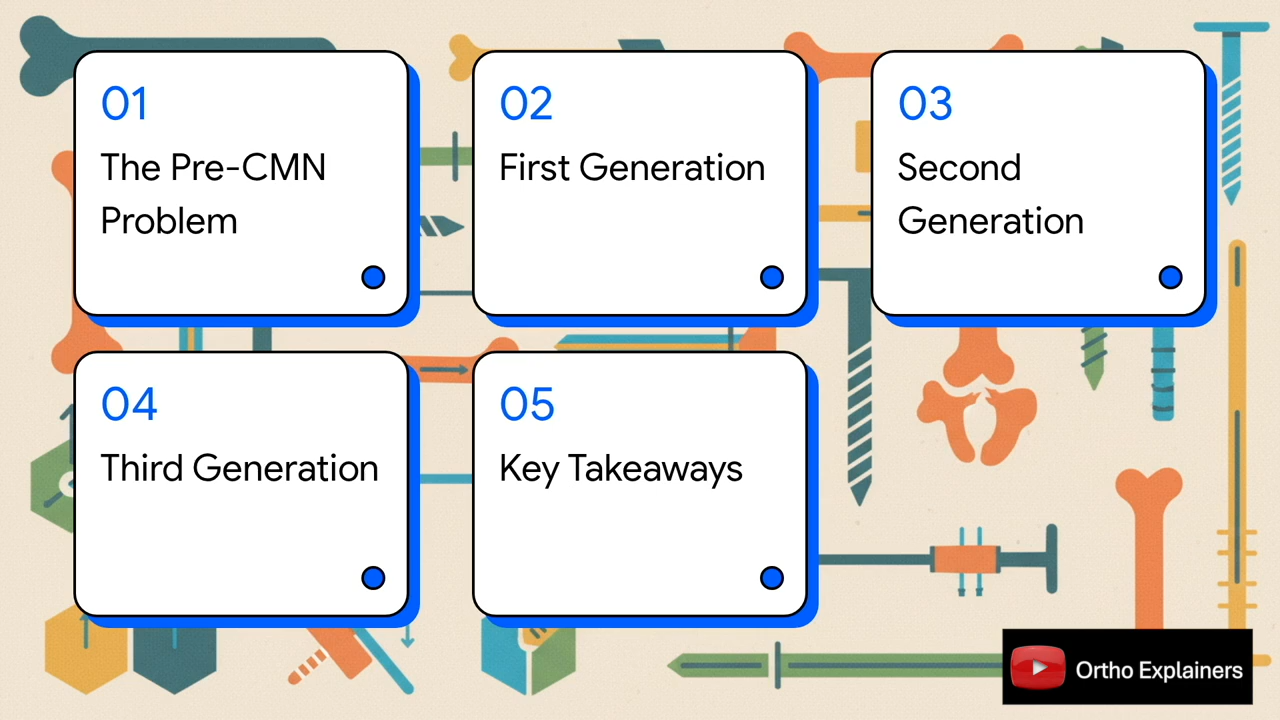 01
The Pre-CMN
Problem
02
First Generation
03
Second
Generation
04
Third Generation
05
Key Takeaways
Ortho Explainers